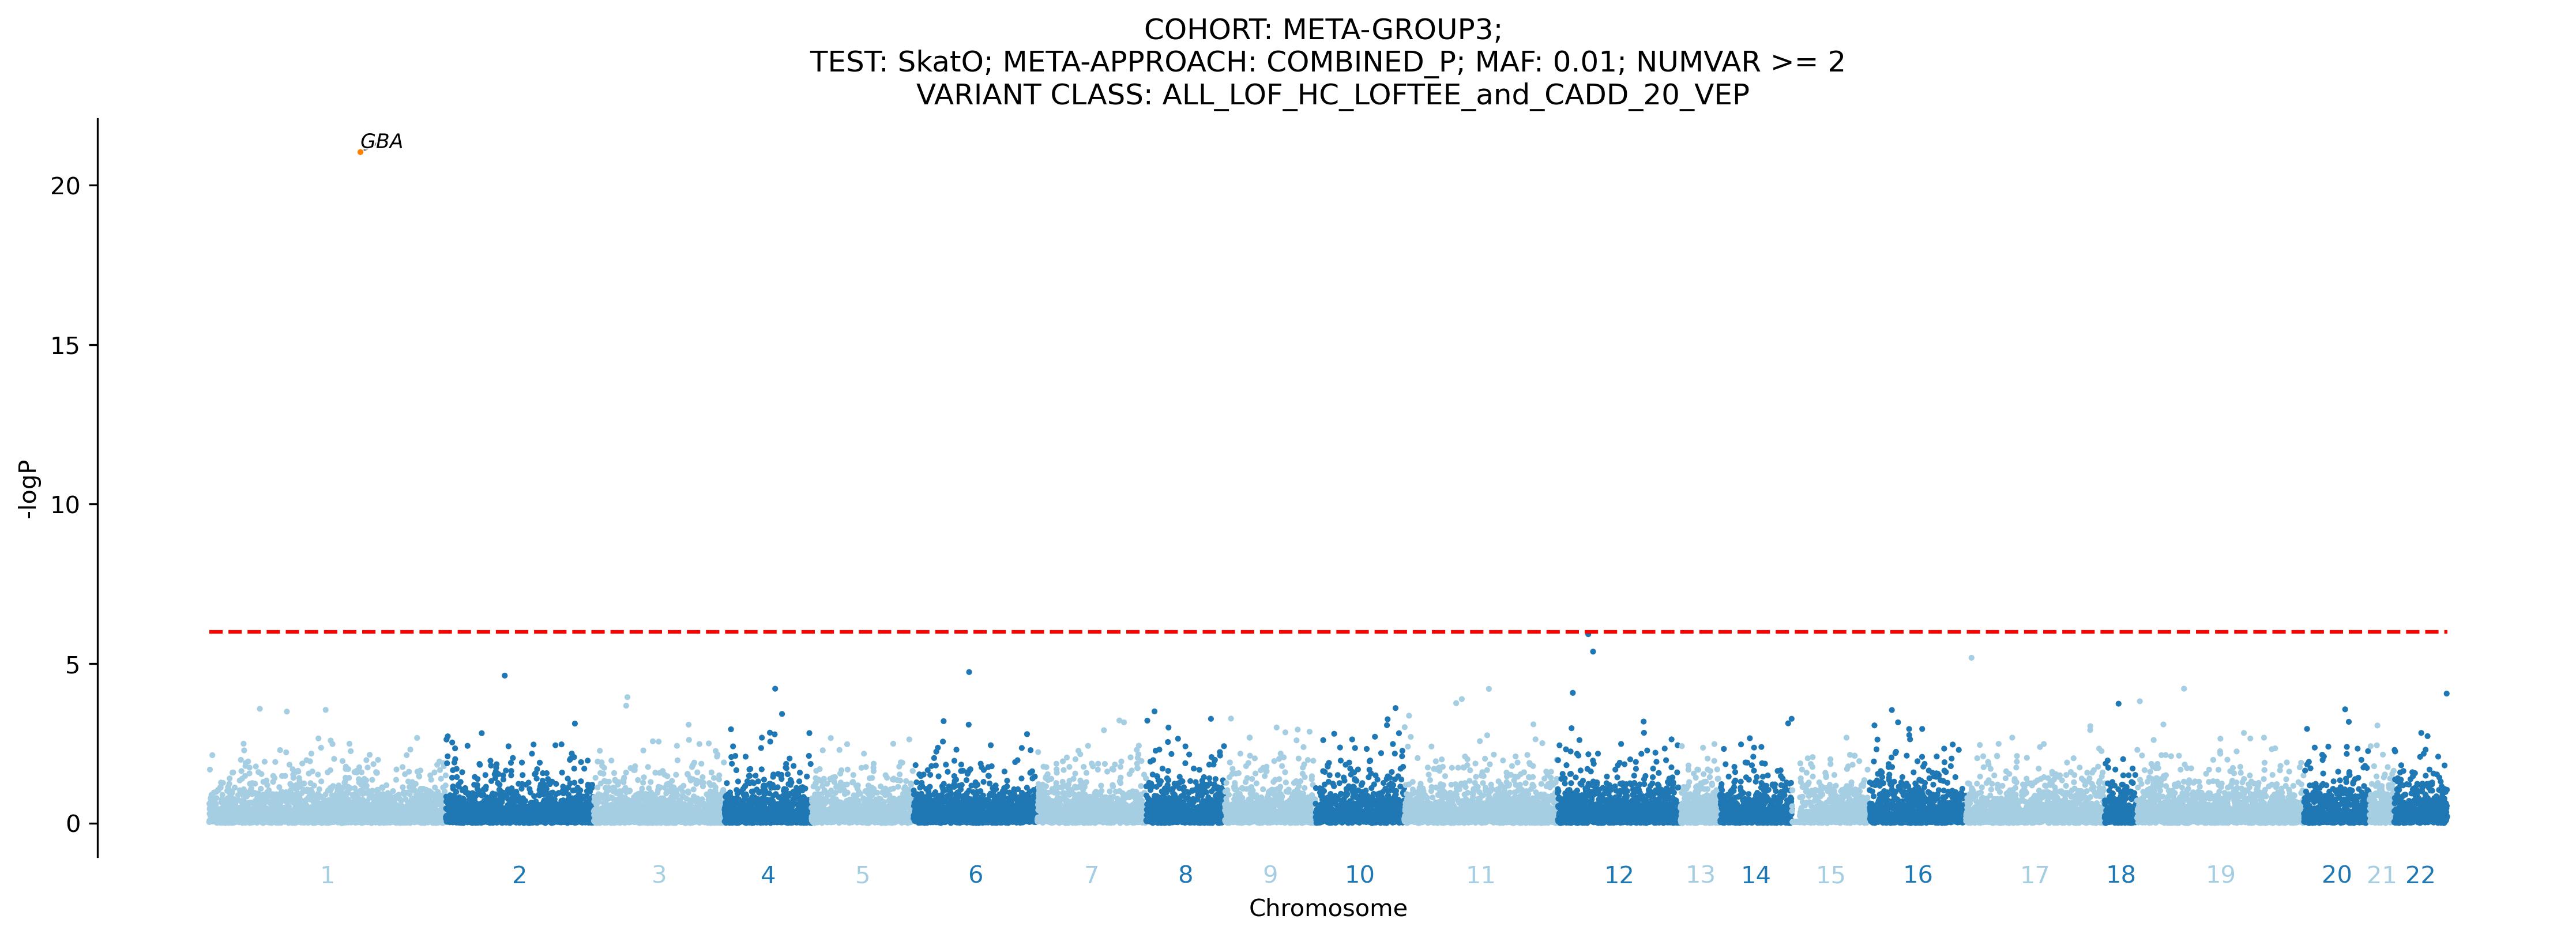 COHORT: META-GROUP3;
TEST: SkatO; META-APPROACH: COMBINED_P; MAF: 0.01; NUMVAR >= 2
VARIANT CLASS: ALL_LOF_HC_LOFTEE_and_CADD_20_VEP
GBA
20
15
10
5
0
-logP
1 2 3 4 5 6 7 8 9 10 11 12 13 14 15 16 17 18 19 20 21 22
Chromosome